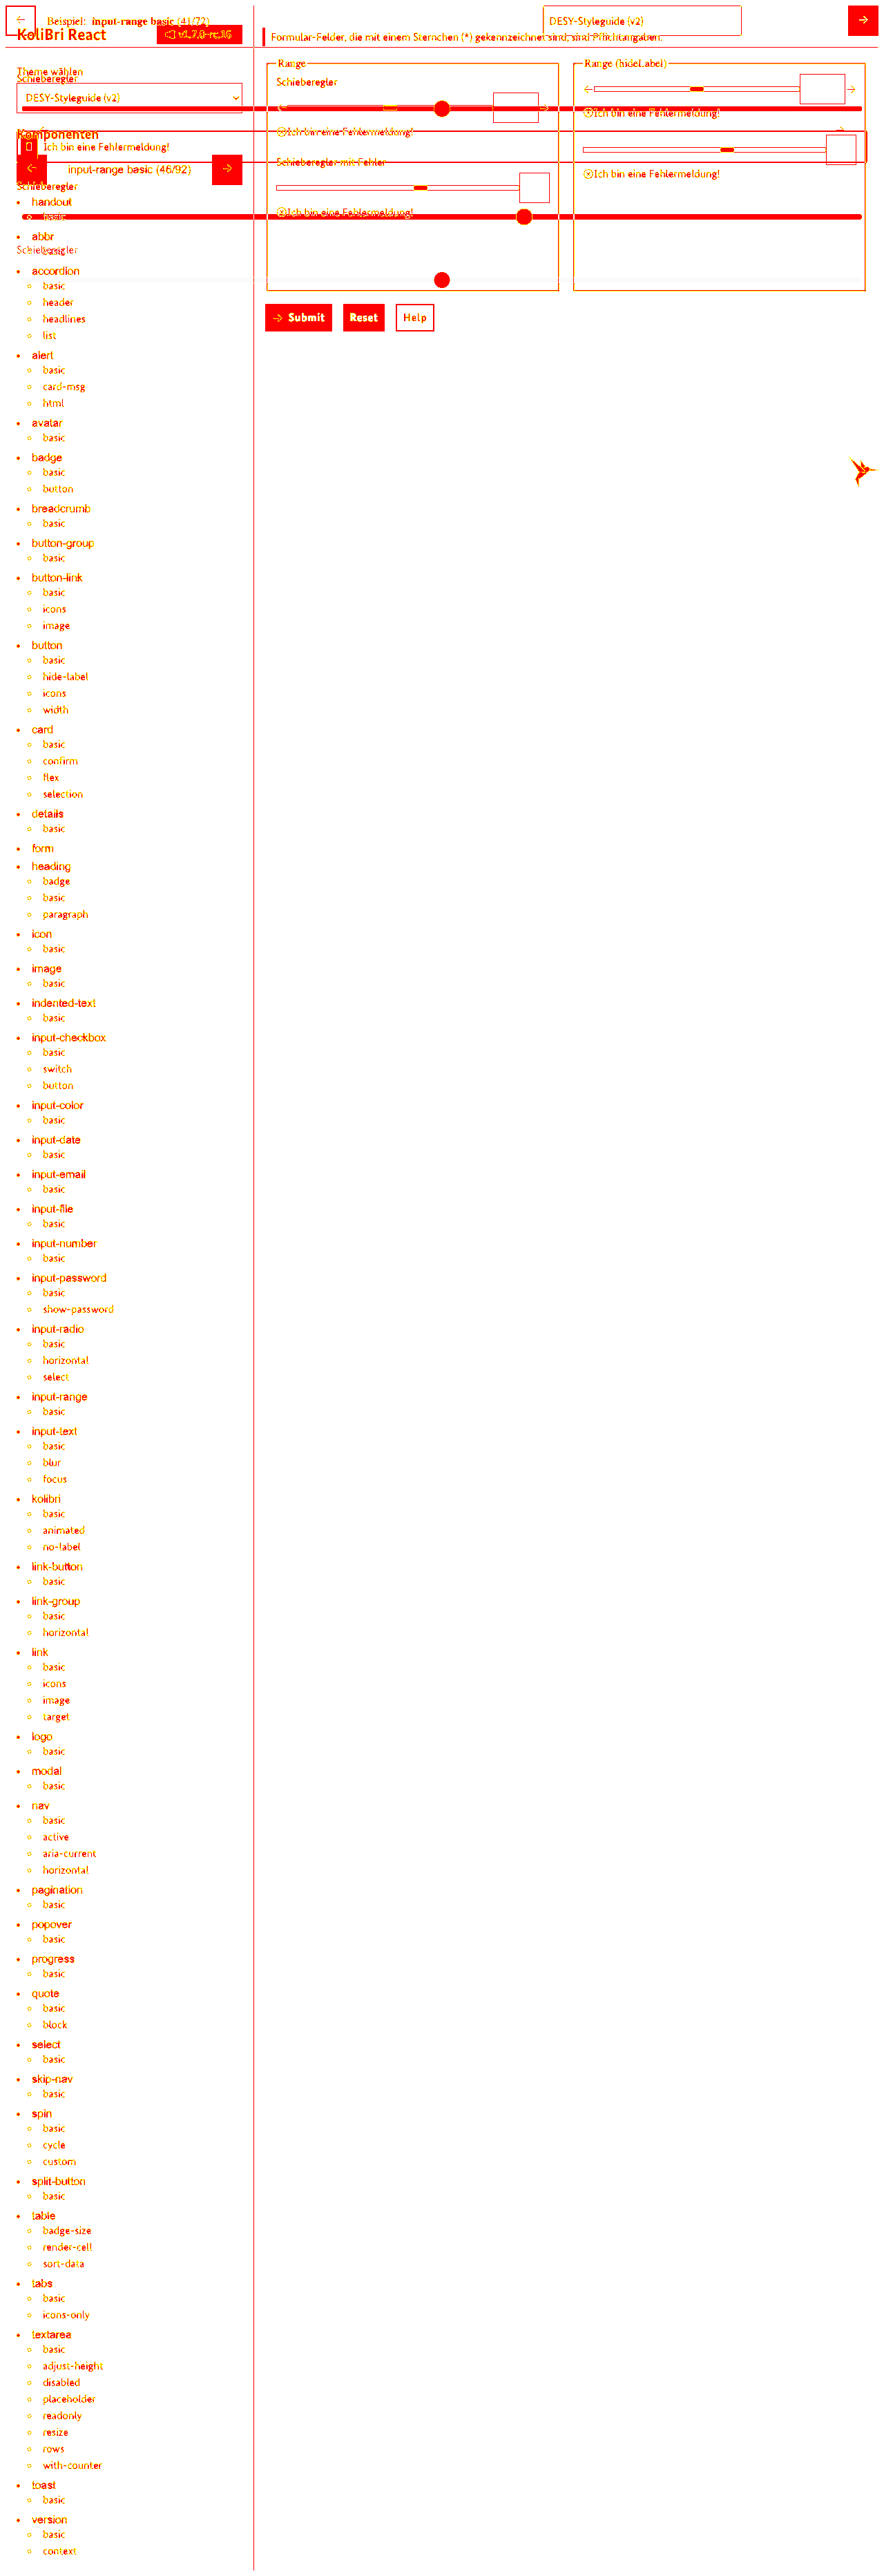 Beispiel: input-range basic (41/72)
DESY-Styleguide (v2)
KoliBri React
v1.7.0-rc.16
Formular-Felder, die mit einem Sternchen (*) gekennzeichnet sind, sind Pflichtangaben.
Theme wählen
Schieberegler
DESY-Styleguide (v2)
Komponenten
Ich bin eine Fehlermeldung!
input-range basic (46/92)
Schieberegler
handout
basic
abbr
basic
Schieberegler
accordion
basic
header
headlines
list
alert
basic
card-msg
html
avatar
basic
badge
basic
button
breadcrumb
basic
button-group
basic
button-link
basic
icons
image
button
basic
hide-label
icons
width
card
basic
confirm
flex
selection
details
basic
form
heading
badge
basic
paragraph
icon
basic
image
basic
indented-text
basic
input-checkbox
basic
switch
button
input-color
basic
input-date
basic
input-email
basic
input-file
basic
input-number
basic
input-password
basic
show-password
input-radio
basic
horizontal
select
input-range
basic
input-text
basic
blur
focus
kolibri
basic
animated
no-label
link-button
basic
link-group
basic
horizontal
link
basic
icons
image
target
logo
basic
modal
basic
nav
basic
active
aria-current
horizontal
pagination
basic
popover
basic
progress
basic
quote
basic
block
select
basic
skip-nav
basic
spin
basic
cycle
custom
split-button
basic
table
badge-size
render-cell
sort-data
tabs
basic
icons-only
textarea
basic
adjust-height
disabled
placeholder
readonly
resize
rows
with-counter
toast
basic
version
basic
context
Range
Schieberegler
Ich bin eine Fehlermeldung!
Schieberegler mit Fehler
Ich bin eine Fehlermeldung!
Range (hideLabel)
Ich bin eine Fehlermeldung!
Ich bin eine Fehlermeldung!
Submit
Reset
Help